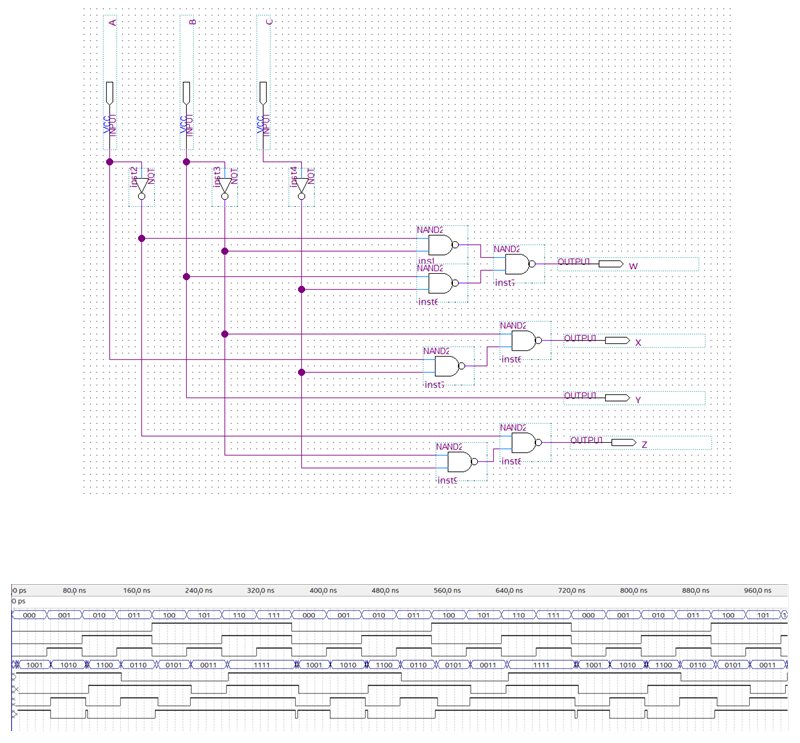 A B C
VCC INPUT VCC INPUT VCC INPUT
inst2 NOT inst3 NOT inst4 NOT
NAND2
NAND2
OUTPUT W
NAND2
inst
inst6
NAND2
OUTPUT X
NAND2
OUTPUT Y
NAND2
OUTPUT Z
NAND2
0 ps 80,0 ns 160,0 ns 240,0 ns 320,0 ns 400,0 ns 480,0 ns 560,0 ns 640,0 ns 720,0 ns 800,0 ns 880,0 ns 960,0 ns
0 ps
000 001 010 011 100 101 110 111 000 001 010 011 100 101 110 111 000 001 010 011 100 101
1001 1010 1100 0110 0101 0011 1111 1001 1010 1100 0110 0101 0011 1111 1001 1010 1100 0110 0101 0011